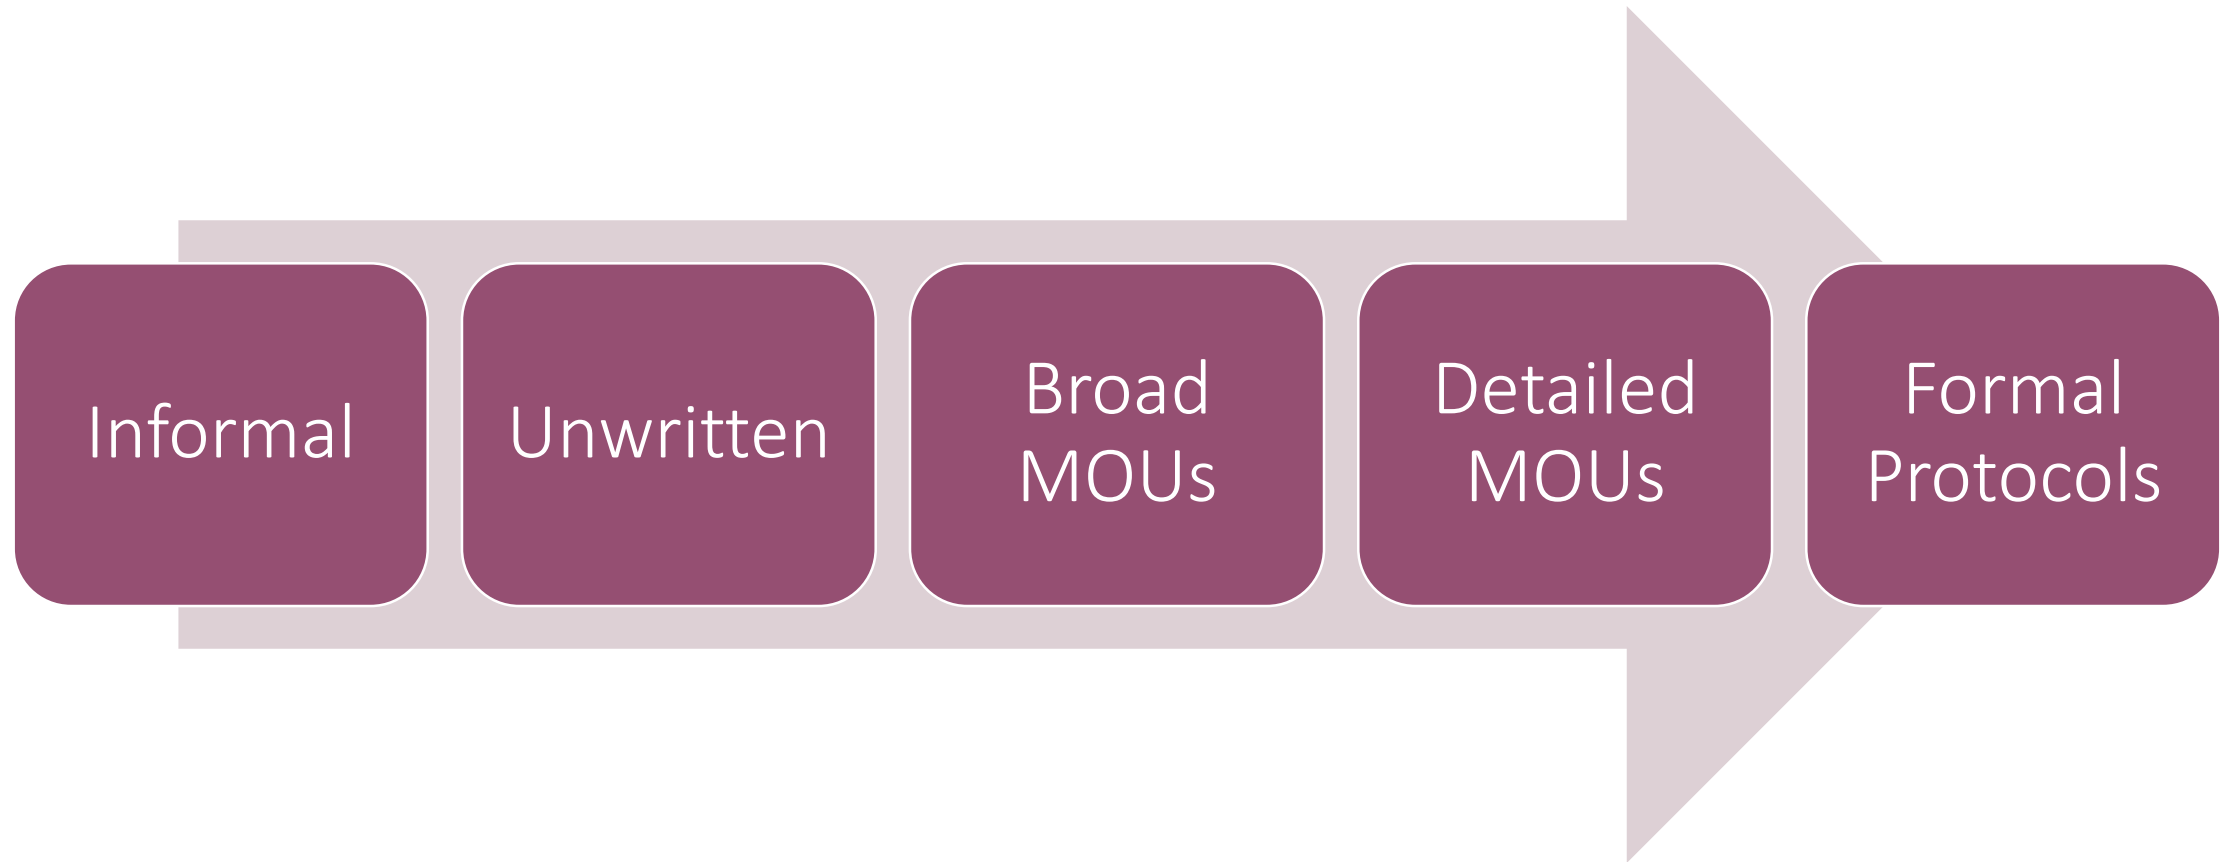 Informal
Unwritten
Broad
MOUs
Detailed
MOUs
Formal
Protocols